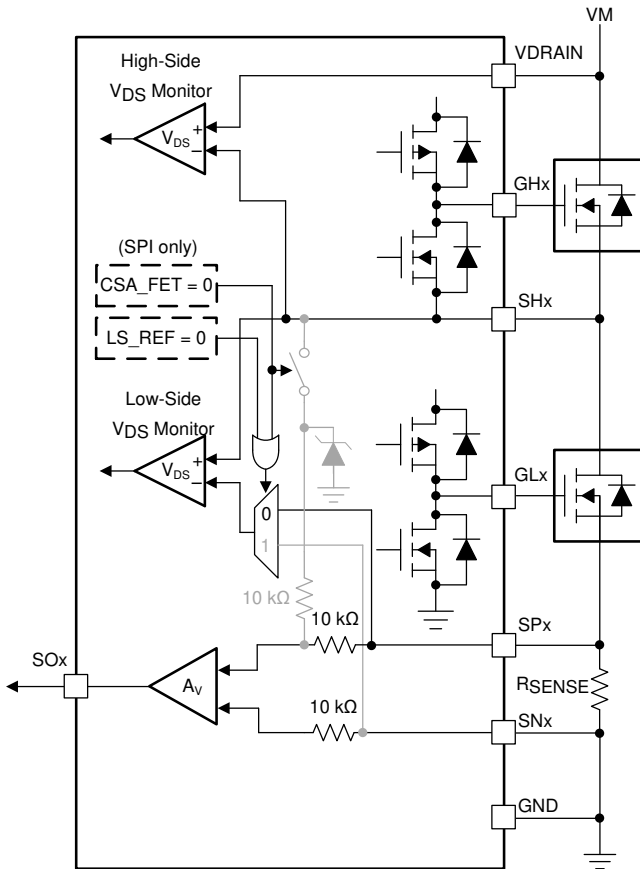 VM
VDRAIN
High-Side
VDS Monitor
VDS
+
−
GHx
(SPI only)
CSA_FET = 0
SHx
LS_REF = 0
Low-Side
VDS Monitor
VDS
+
−
GLx
0
1
10 kΩ
10 kΩ
SPx
SOx
AV
RSENSE
10 kΩ
SNx
GND